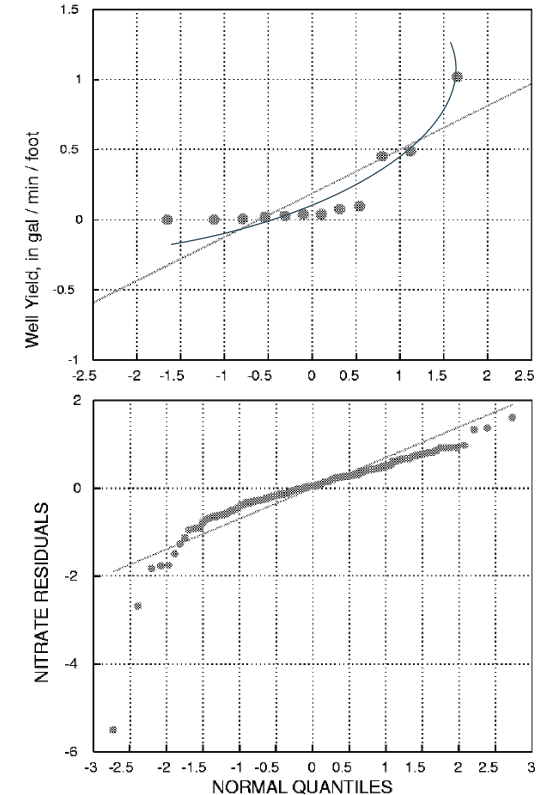 1.5
1
0.5
0
-0.5
-1
Well Yield, in gal / min / foot
-2.5 -2 -1.5 -1 -0.5 0 0.5 1 1.5 2 2.5
2
0
-2
-4
-6
NITRATE RESIDUALS
-3 -2.5 -2 -1.5 -1 -0.5 0 0.5 1 1.5 2 2.5 3
NORMAL QUANTILES